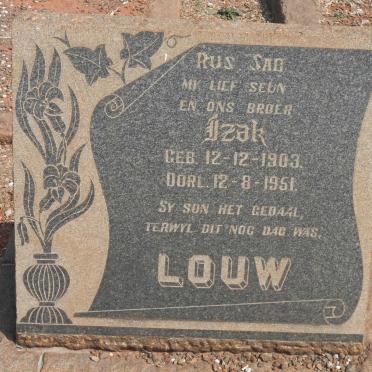 RUS SAG
MY LIEF SEUN
EN ONS BROER
Izak
GEB. 12-12-1903.
OORL. 12-8-1951.
SY SON HET GEDAAL,
TERWYL DIT NOG DAG WAS.
LOUW